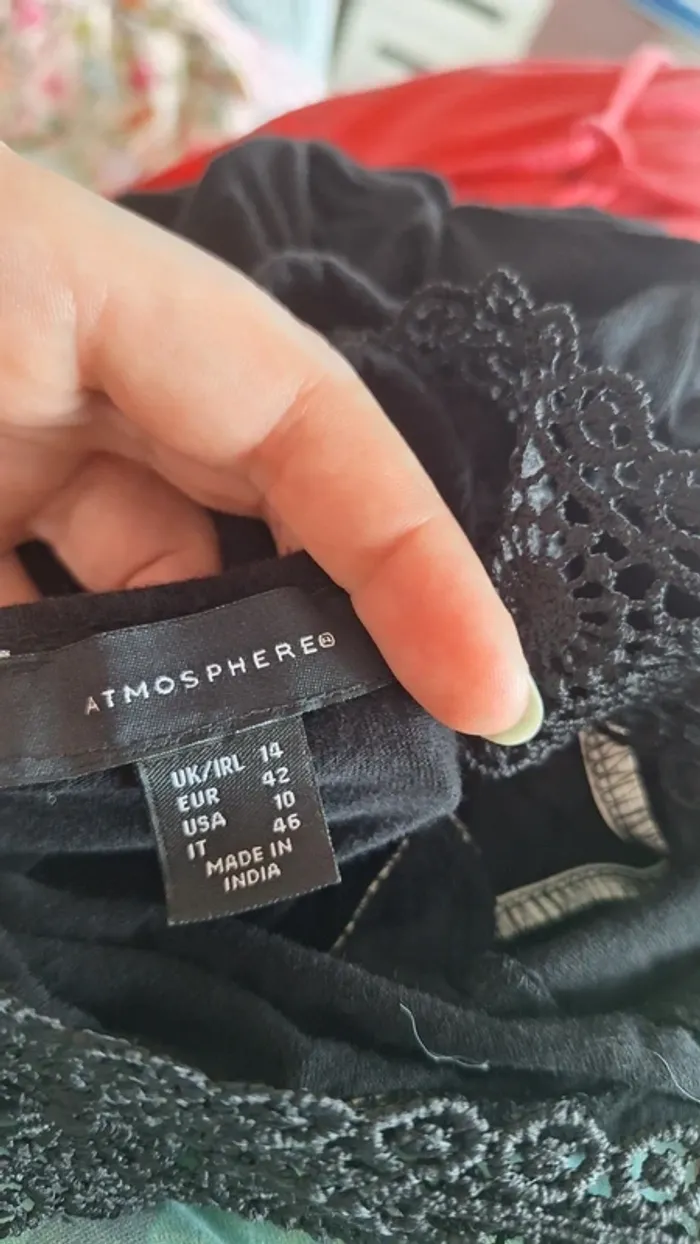 ATMOSPHERE®
UK/IRL 14
EUR 42
USA 10
IT 46
MADE IN
INDIA